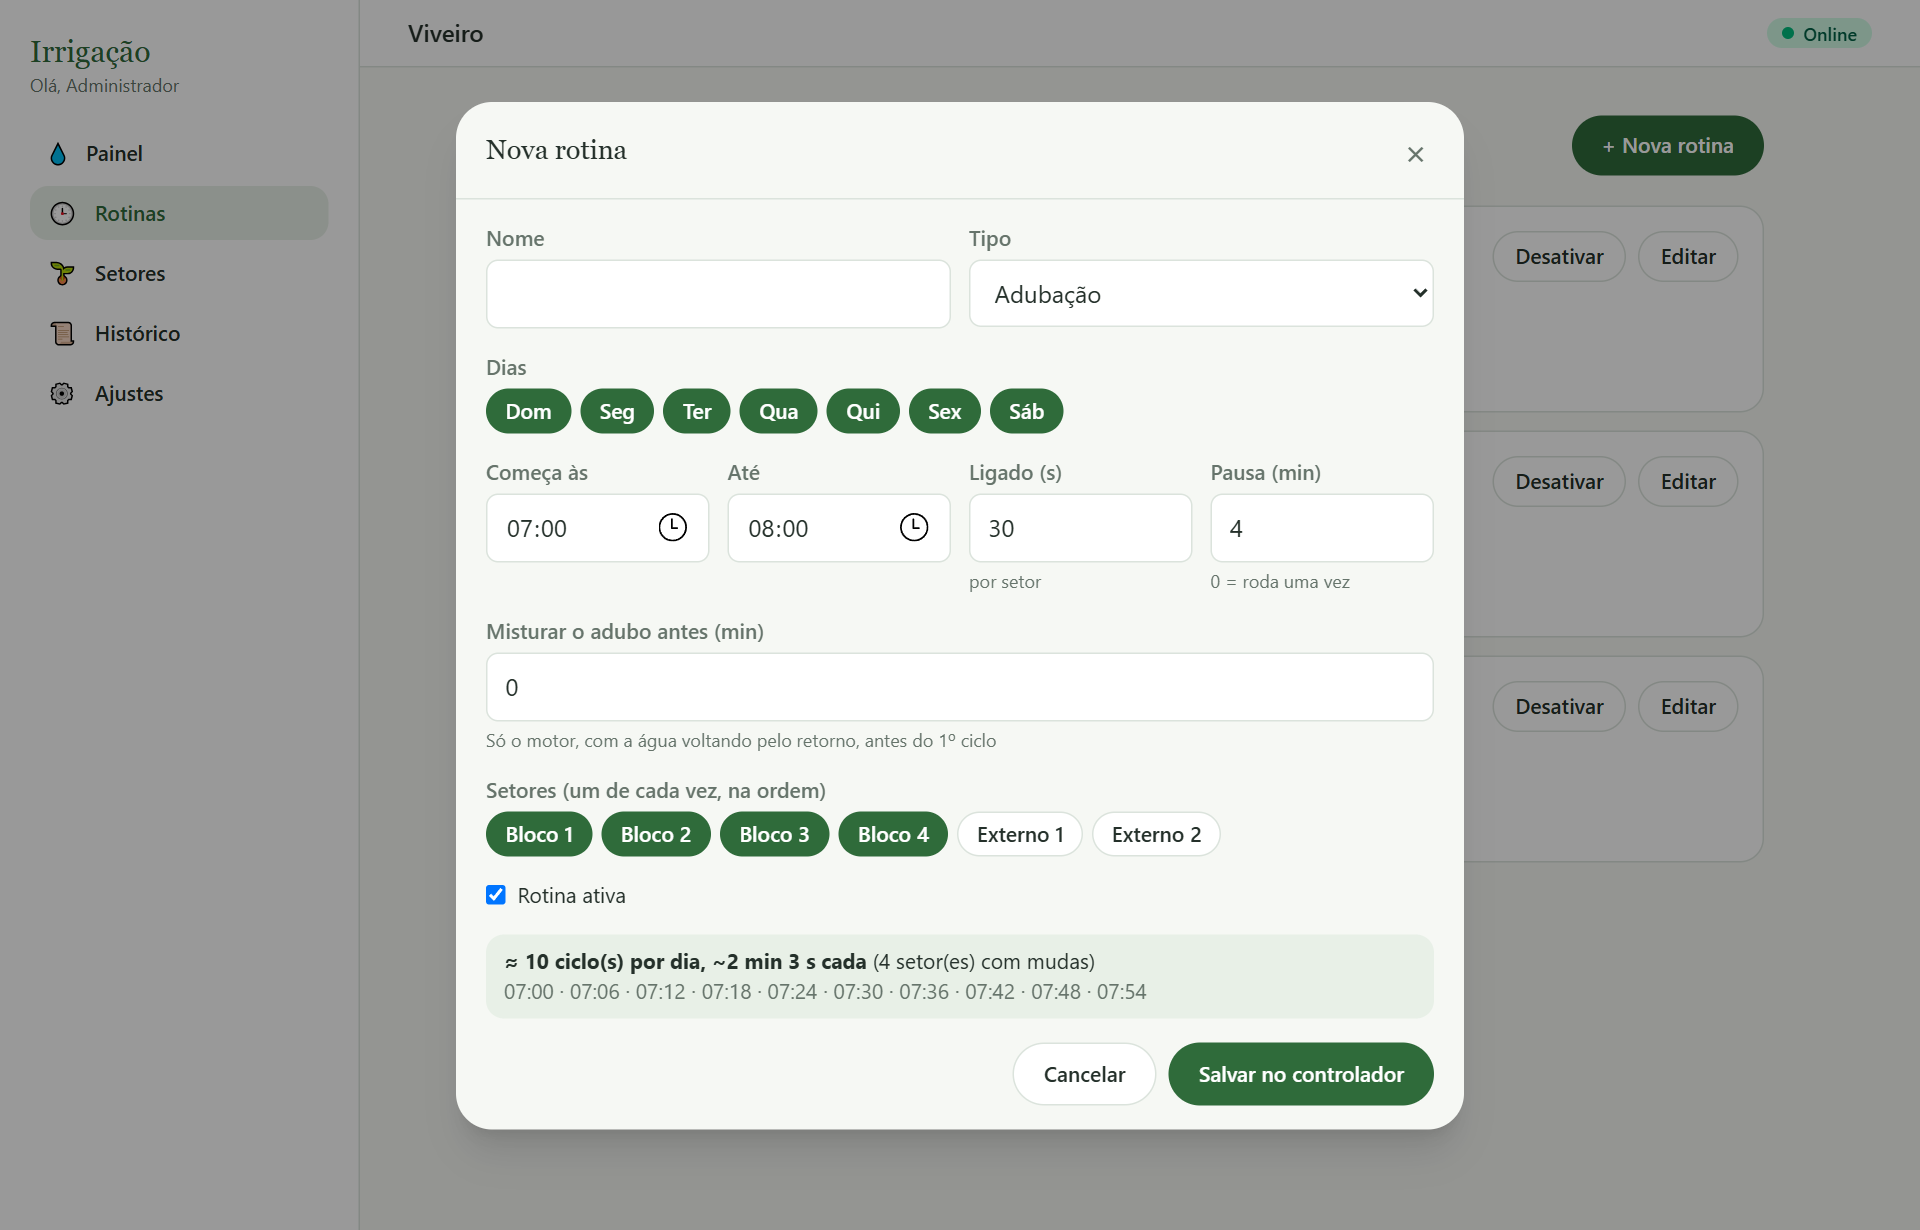 Irrigação
Olá, Administrador
Painel
Rotinas
Setores
Histórico
Ajustes
Viveiro
Online
+ Nova rotina
Desativar
Editar
Desativar
Editar
Desativar
Editar
Nova rotina
×
Nome
Tipo
Adubação
Dias
Dom Seg Ter Qua Qui Sex Sáb
Começa às
Até
Ligado (s)
Pausa (min)
07:00
08:00
30
4
por setor
0 = roda uma vez
Misturar o adubo antes (min)
0
Só o motor, com a água voltando pelo retorno, antes do 1º ciclo
Setores (um de cada vez, na ordem)
Bloco 1 Bloco 2 Bloco 3 Bloco 4 Externo 1 Externo 2
Rotina ativa
≈ 10 ciclo(s) por dia, ~2 min 3 s cada (4 setor(es) com mudas)
07:00 · 07:06 · 07:12 · 07:18 · 07:24 · 07:30 · 07:36 · 07:42 · 07:48 · 07:54
Cancelar
Salvar no controlador